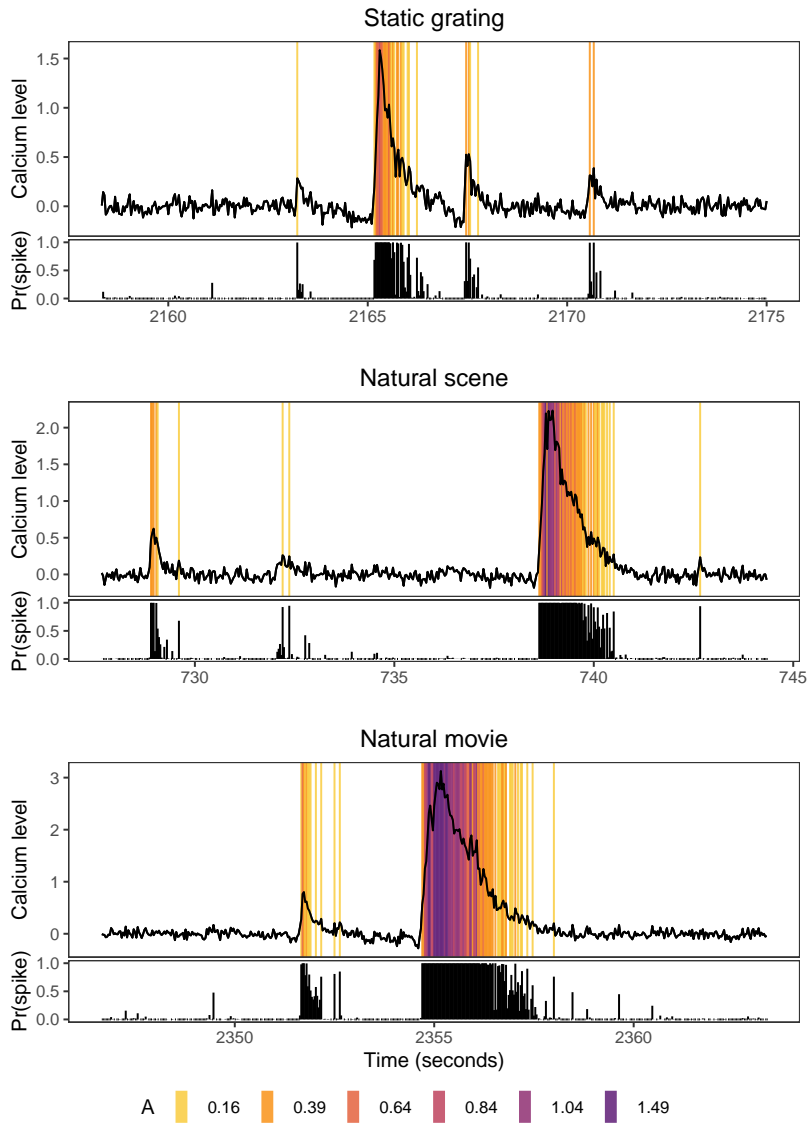 Static grating
Calcium level
1.5
1.0
0.5
0.0
Pr(spike)
1.0
0.5
0.0
2160 2165 2170 2175
Natural scene
Calcium level
2.0
1.5
1.0
0.5
0.0
Pr(spike)
1.0
0.5
0.0
730 735 740 745
Natural movie
Calcium level
3
2
1
0
Pr(spike)
1.0
0.5
0.0
2350 2355 2360
Time (seconds)
A 0.16 0.39 0.64 0.84 1.04 1.49